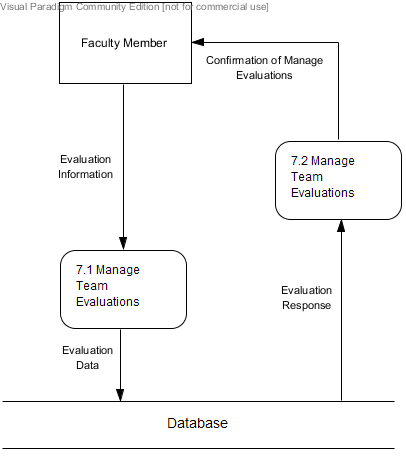 Visual Paradigm Community Edition [not for commercial use]
Faculty Member
Confirmation of Manage
Evaluations
Evaluation
Information
7.2 Manage
Team
Evaluations
7.1 Manage
Team
Evaluations
Evaluation
Response
Evaluation
Data
Database